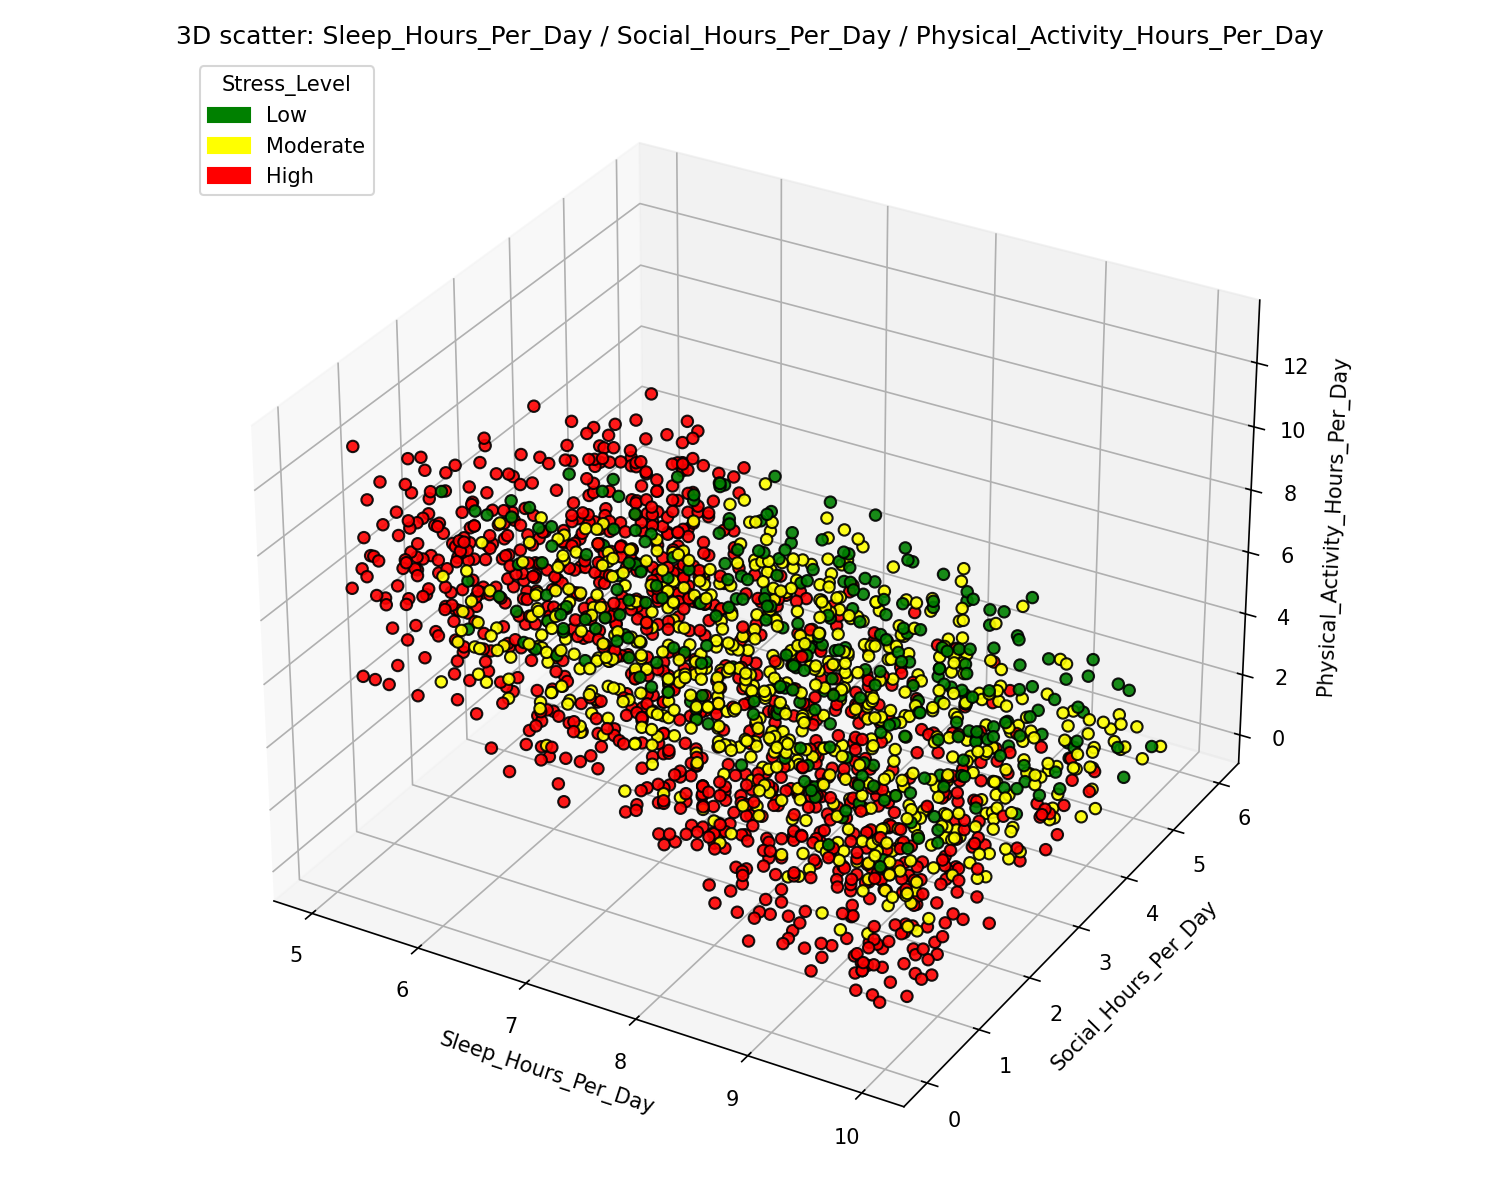 3D scatter: Sleep_Hours_Per_Day / Social_Hours_Per_Day / Physical_Activity_Hours_Per_Day
Stress_Level
Low
Moderate
High
12
10
8
6
4
2
0
Physical_Activity_Hours_Per_Day
5
6
7
8
9
10
Sleep_Hours_Per_Day
0
1
2
3
4
5
6
Social_Hours_Per_Day